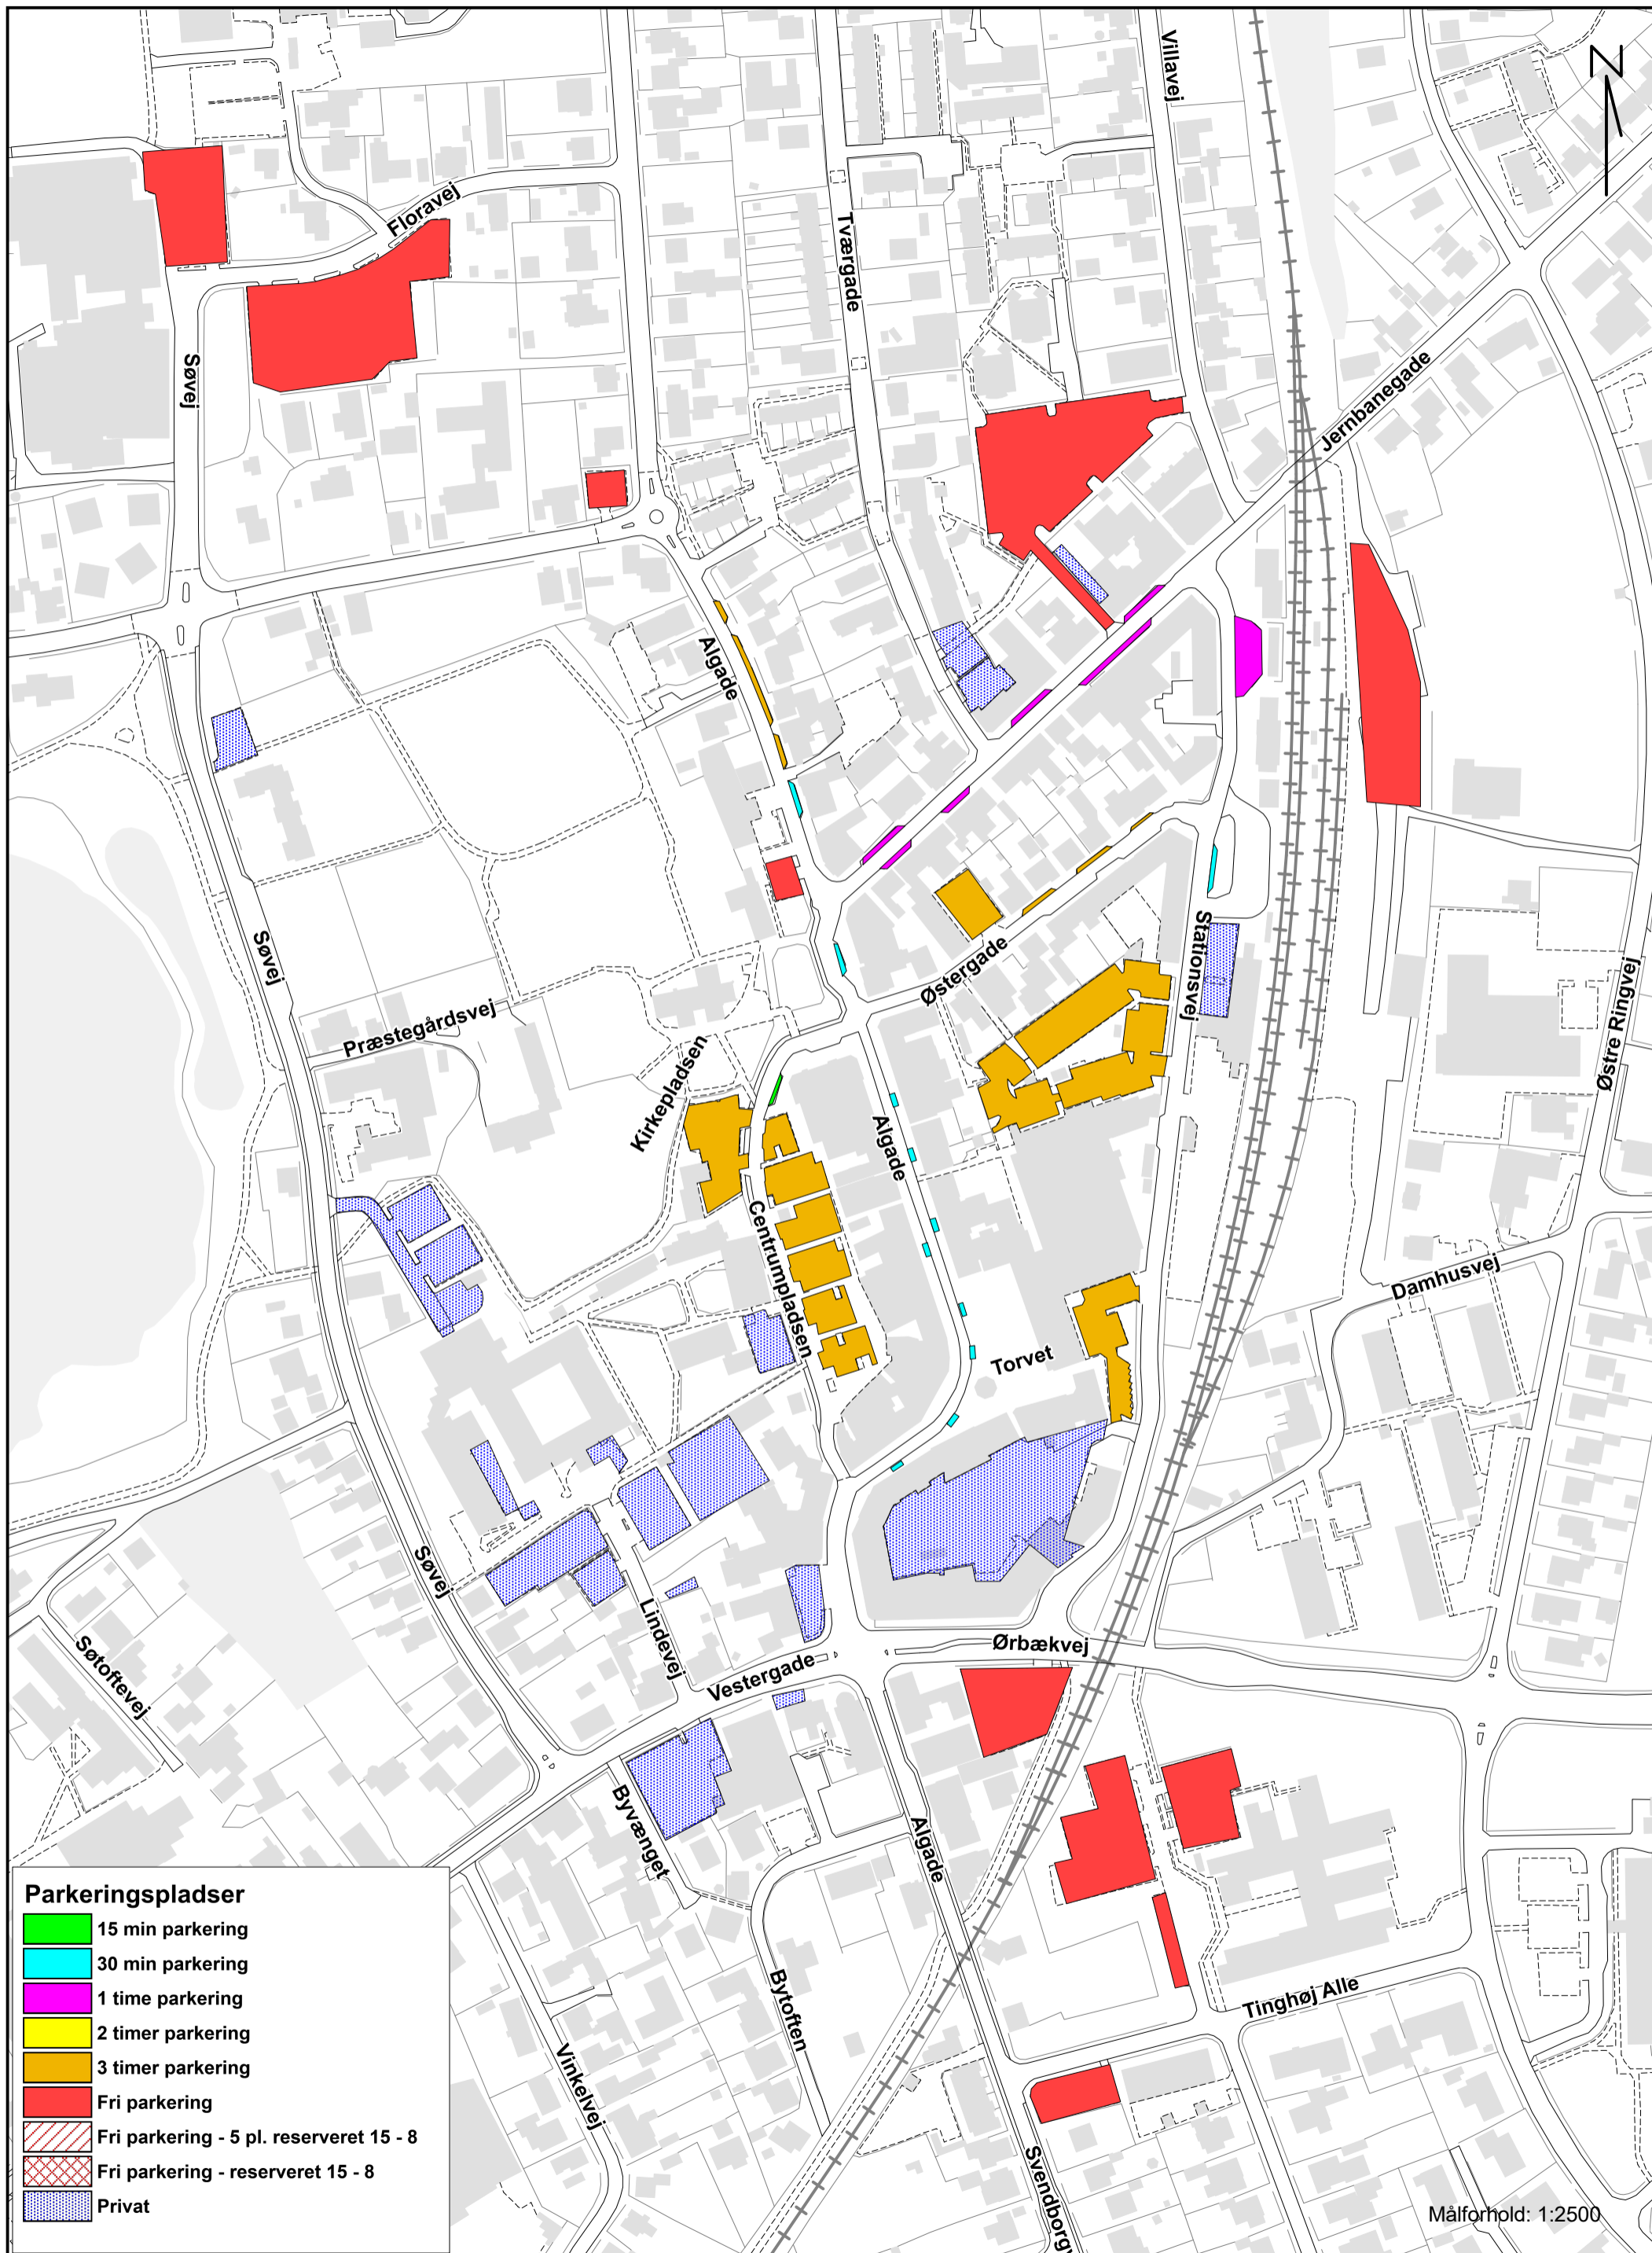 Villavej
N
Floravej
Tværgade
Søvej
Jernbanegade
Algade
Søvej
Stationsvej
Østergade
Præstegårdsvej
Kirkepladsen
Østre Ringvej
Algade
Centrumpladsen
Damhusvej
Torvet
Søvej
Lindevej
Søtoftevej
Ørbækvej
Vestergade
Byvænget
Algade
Parkeringspladser
15 min parkering
30 min parkering
1 time parkering
2 timer parkering
3 timer parkering
Fri parkering
Fri parkering - 5 pl. reserveret 15 - 8
Fri parkering - reserveret 15 - 8
Privat
Bytoften
Tinghøj Alle
Vinkelvej
Målforhold: 1:2500